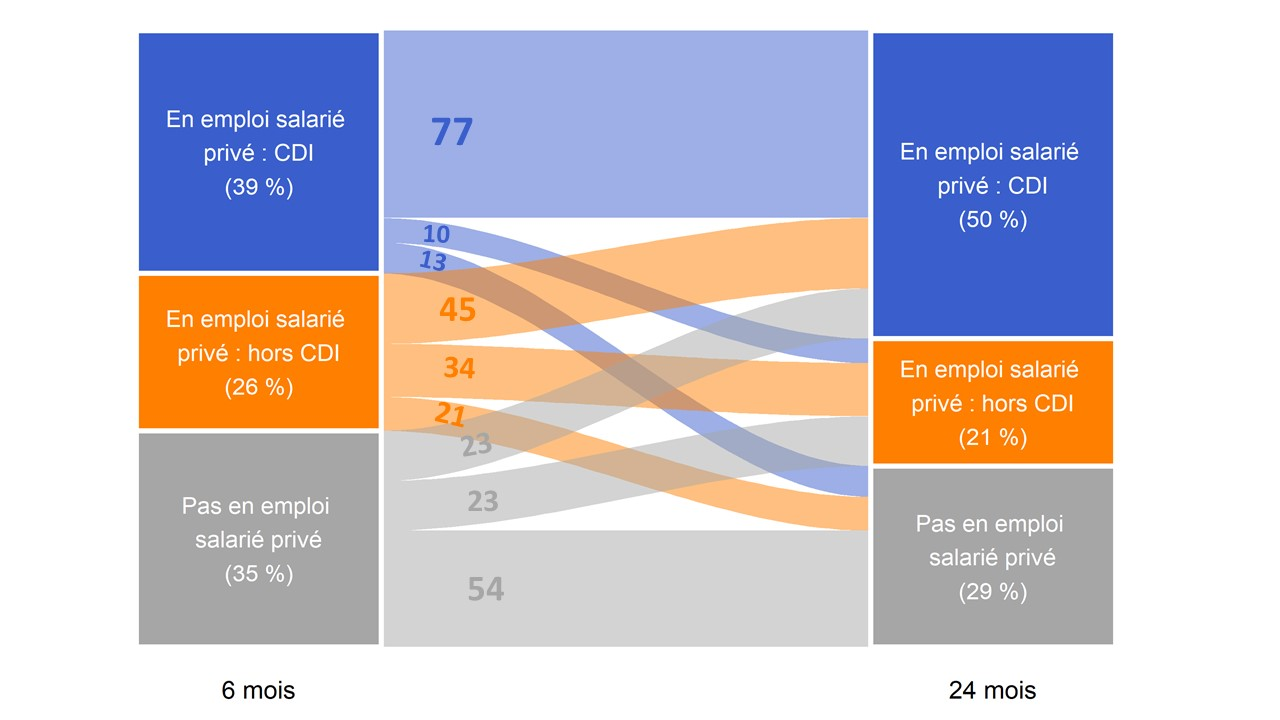 En emploi salarié
privé : CDI
(39 %)
En emploi salarié
privé : hors CDI
(26 %)
Pas en emploi
salarié privé
(35 %)
77
10
13
45
34
21
23
23
54
En emploi salarié
privé : CDI
(50 %)
En emploi salarié
privé : hors CDI
(21 %)
Pas en emploi
salarié privé
(29 %)
6 mois
24 mois